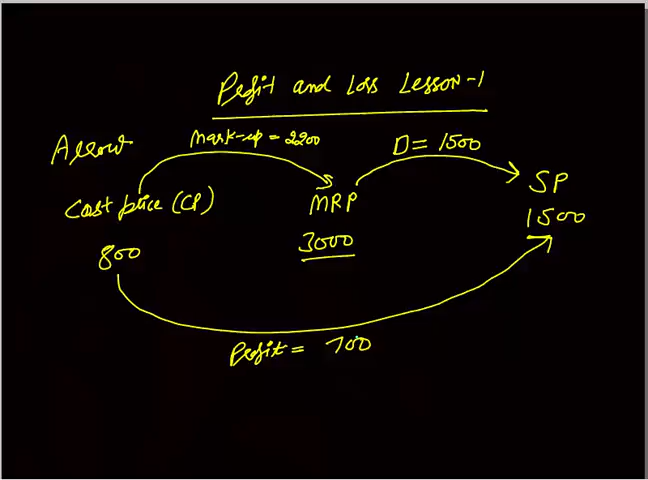 Profit and Loss Lesson-1
Arrow
Mark-up = 2200
D = 1500
Cost price (CP)
MRP
SP
800
3000
1500
Profit = 700